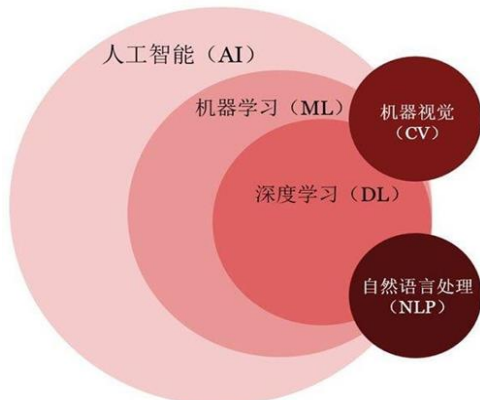 人工智能（AI）
机器学习（ML）
机器视觉
（CV）
深度学习（DL）
自然语言处理
（NLP）